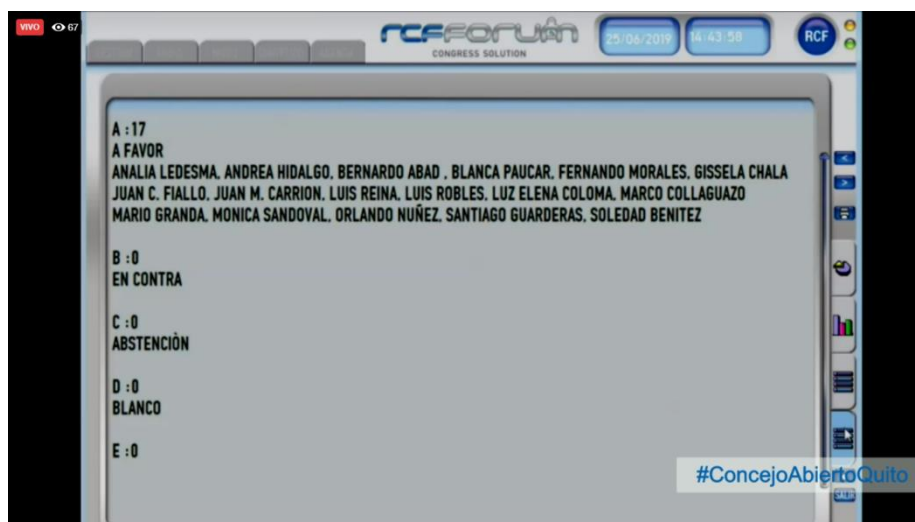 VIVO 67
RCF FORUM
CONGRESS SOLUTION
25/06/2019
14:43:58
RCF
A :17
A FAVOR
ANALIA LEDESMA, ANDREA HIDALGO, BERNARDO ABAD , BLANCA PAUCAR, FERNANDO MORALES, GISSELA CHALA
JUAN C. FIALLO, JUAN M. CARRION, LUIS REINA, LUIS ROBLES, LUZ ELENA COLOMA, MARCO COLLAGUAZO
MARIO GRANDA, MONICA SANDOVAL, ORLANDO NUÑEZ, SANTIAGO GUARDERAS, SOLEDAD BENITEZ
B :0
EN CONTRA
C :0
ABSTENCIÒN
D :0
BLANCO
E :0
#ConcejoAbiertoQuito
SALIR